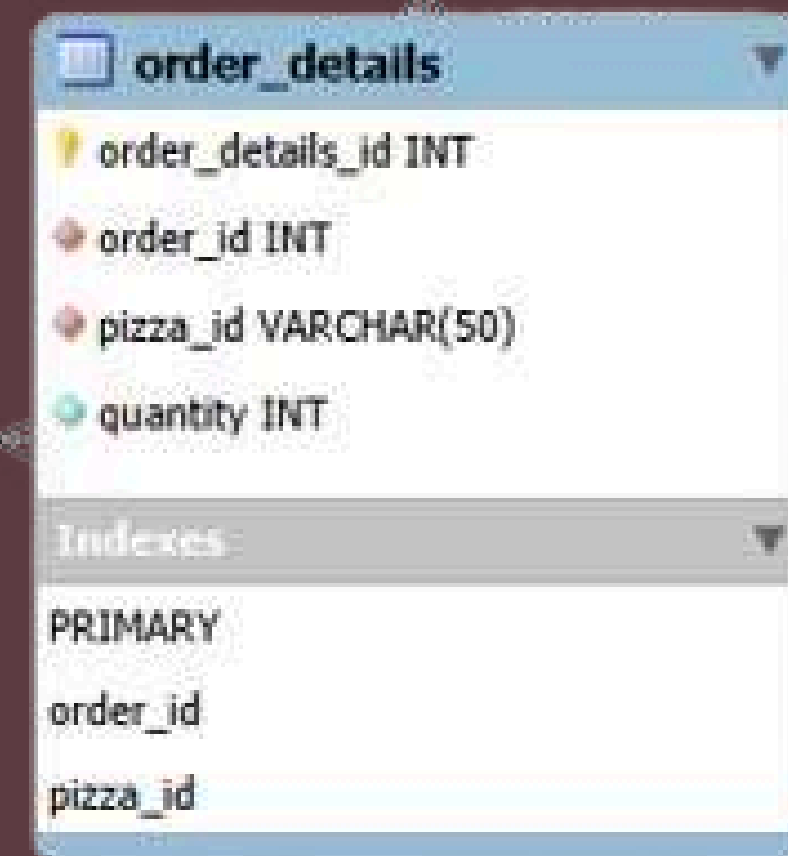 order_details
order_details_id INT
order_id INT
pizza_id VARCHAR(50)
quantity INT
Indexes
PRIMARY
order_id
pizza_id